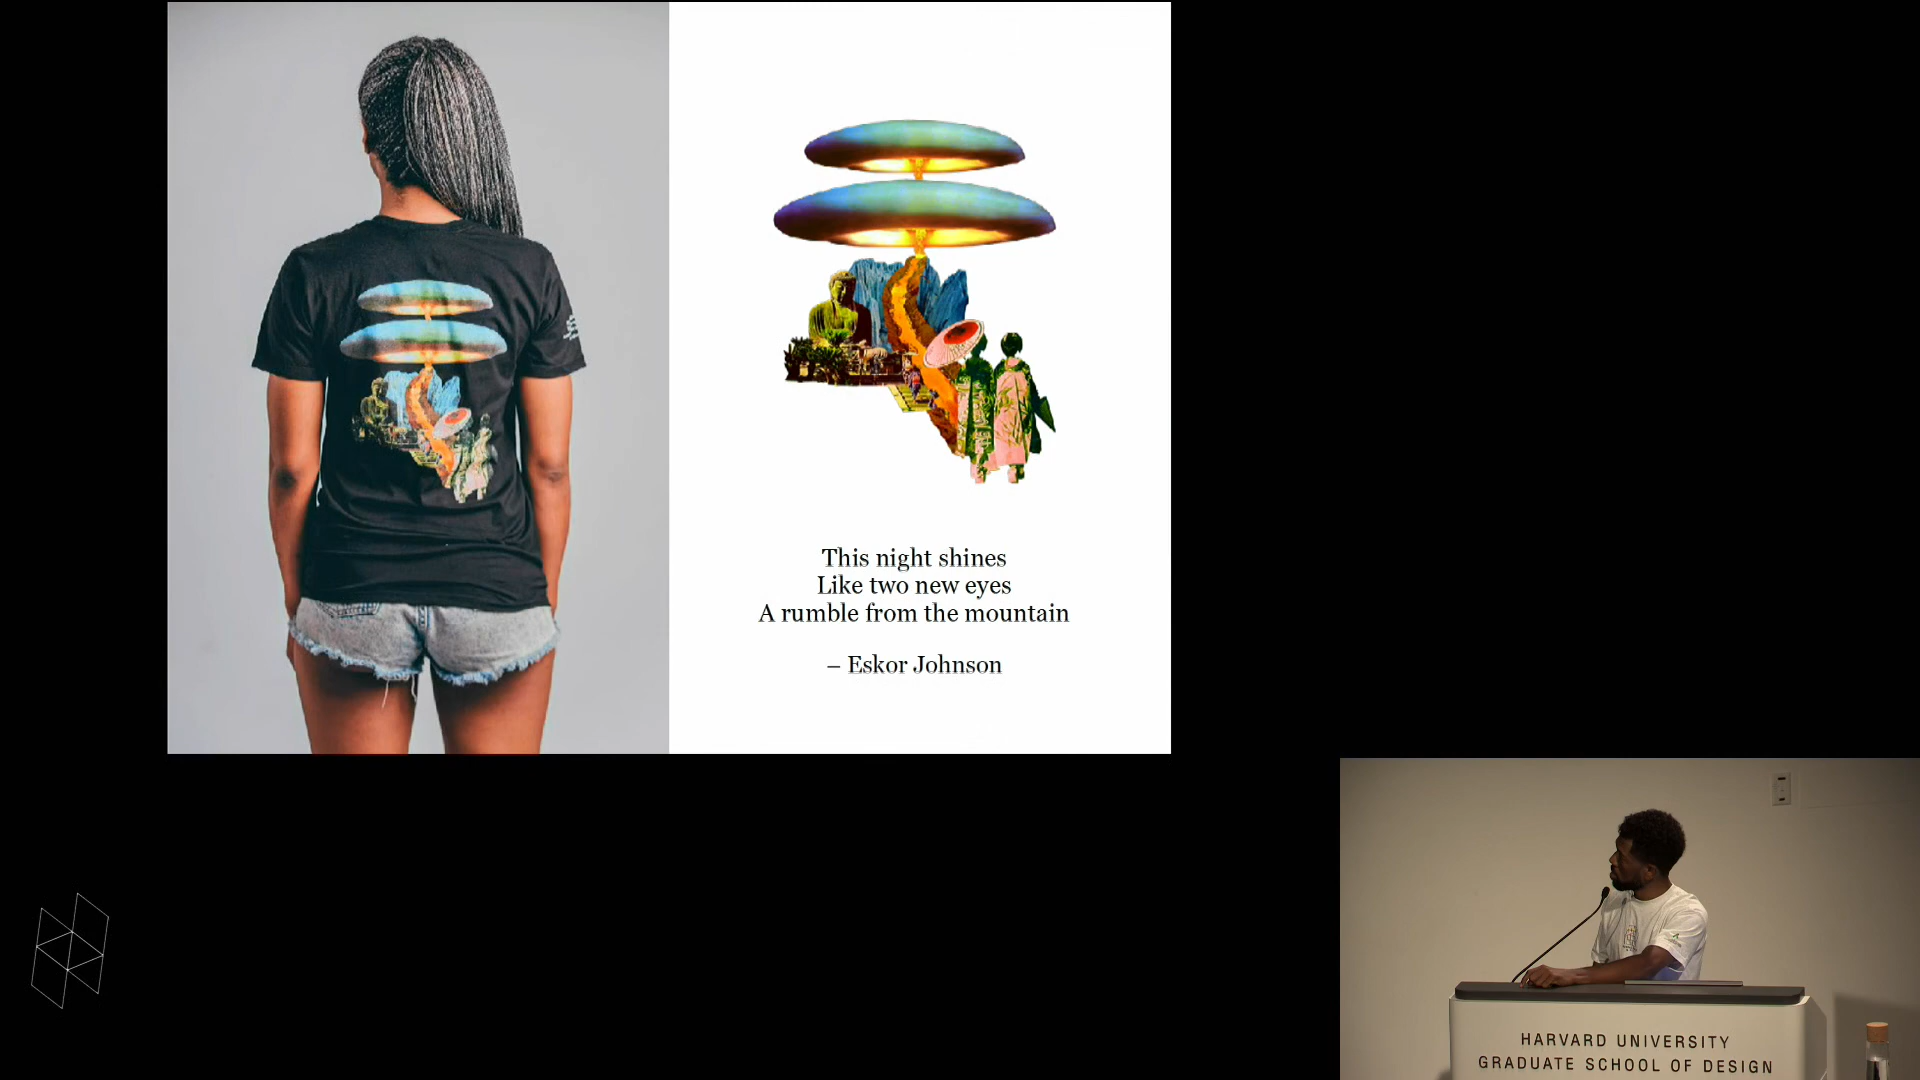 This night shines
Like two new eyes
A rumble from the mountain
– Eskor Johnson
HARVARD UNIVERSITY
GRADUATE SCHOOL OF DESIGN